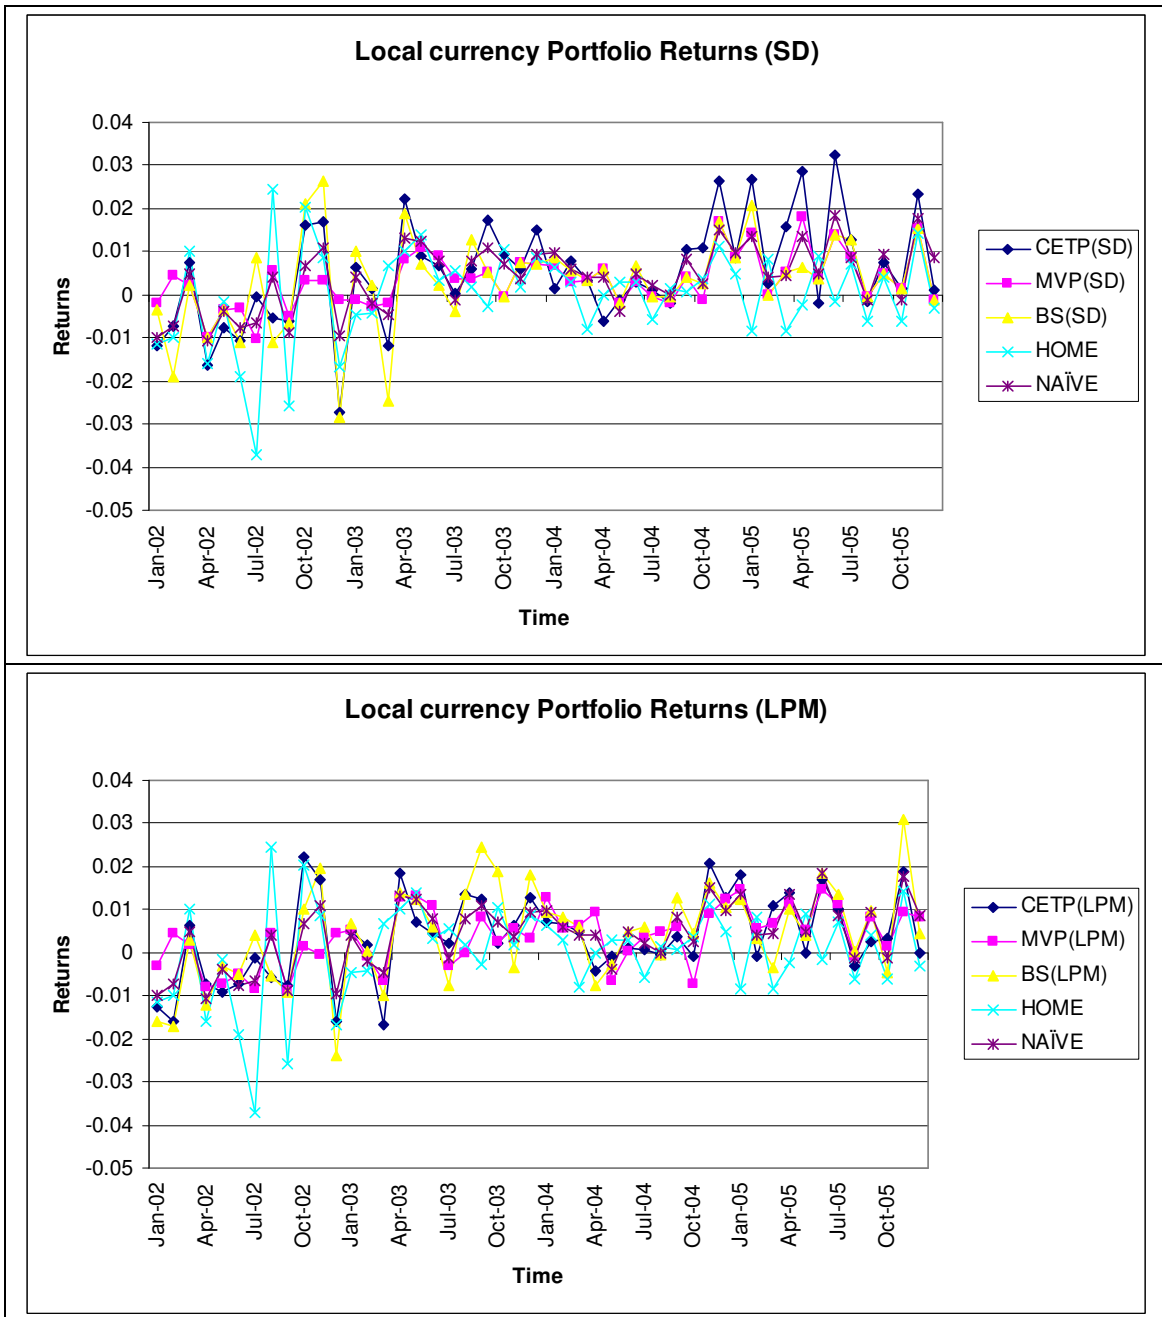 Local currency Portfolio Returns (SD)
0.04
0.03
0.02
0.01
0
-0.01
-0.02
-0.03
-0.04
-0.05
Returns
Jan-02 Apr-02 Jul-02 Oct-02 Jan-03 Apr-03 Jul-03 Oct-03 Jan-04 Apr-04 Jul-04 Oct-04 Jan-05 Apr-05 Jul-05 Oct-05
Time
CETP(SD)
MVP(SD)
BS(SD)
HOME
NAÏVE
Local currency Portfolio Returns (LPM)
0.04
0.03
0.02
0.01
0
-0.01
-0.02
-0.03
-0.04
-0.05
Returns
Jan-02 Apr-02 Jul-02 Oct-02 Jan-03 Apr-03 Jul-03 Oct-03 Jan-04 Apr-04 Jul-04 Oct-04 Jan-05 Apr-05 Jul-05 Oct-05
Time
CETP(LPM)
MVP(LPM)
BS(LPM)
HOME
NAÏVE